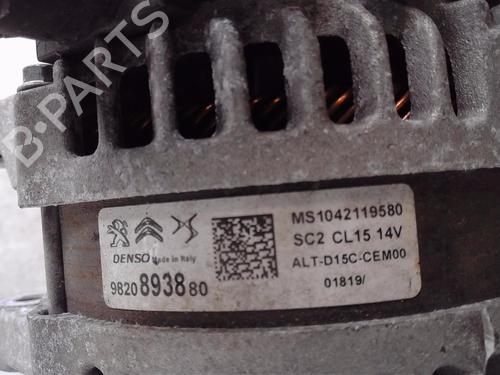 B-PARTS
MS1042119580
SC2 CL15 14V
DENSO Made in Italy
ALT-D15C-CEM00
9820893880
01819/